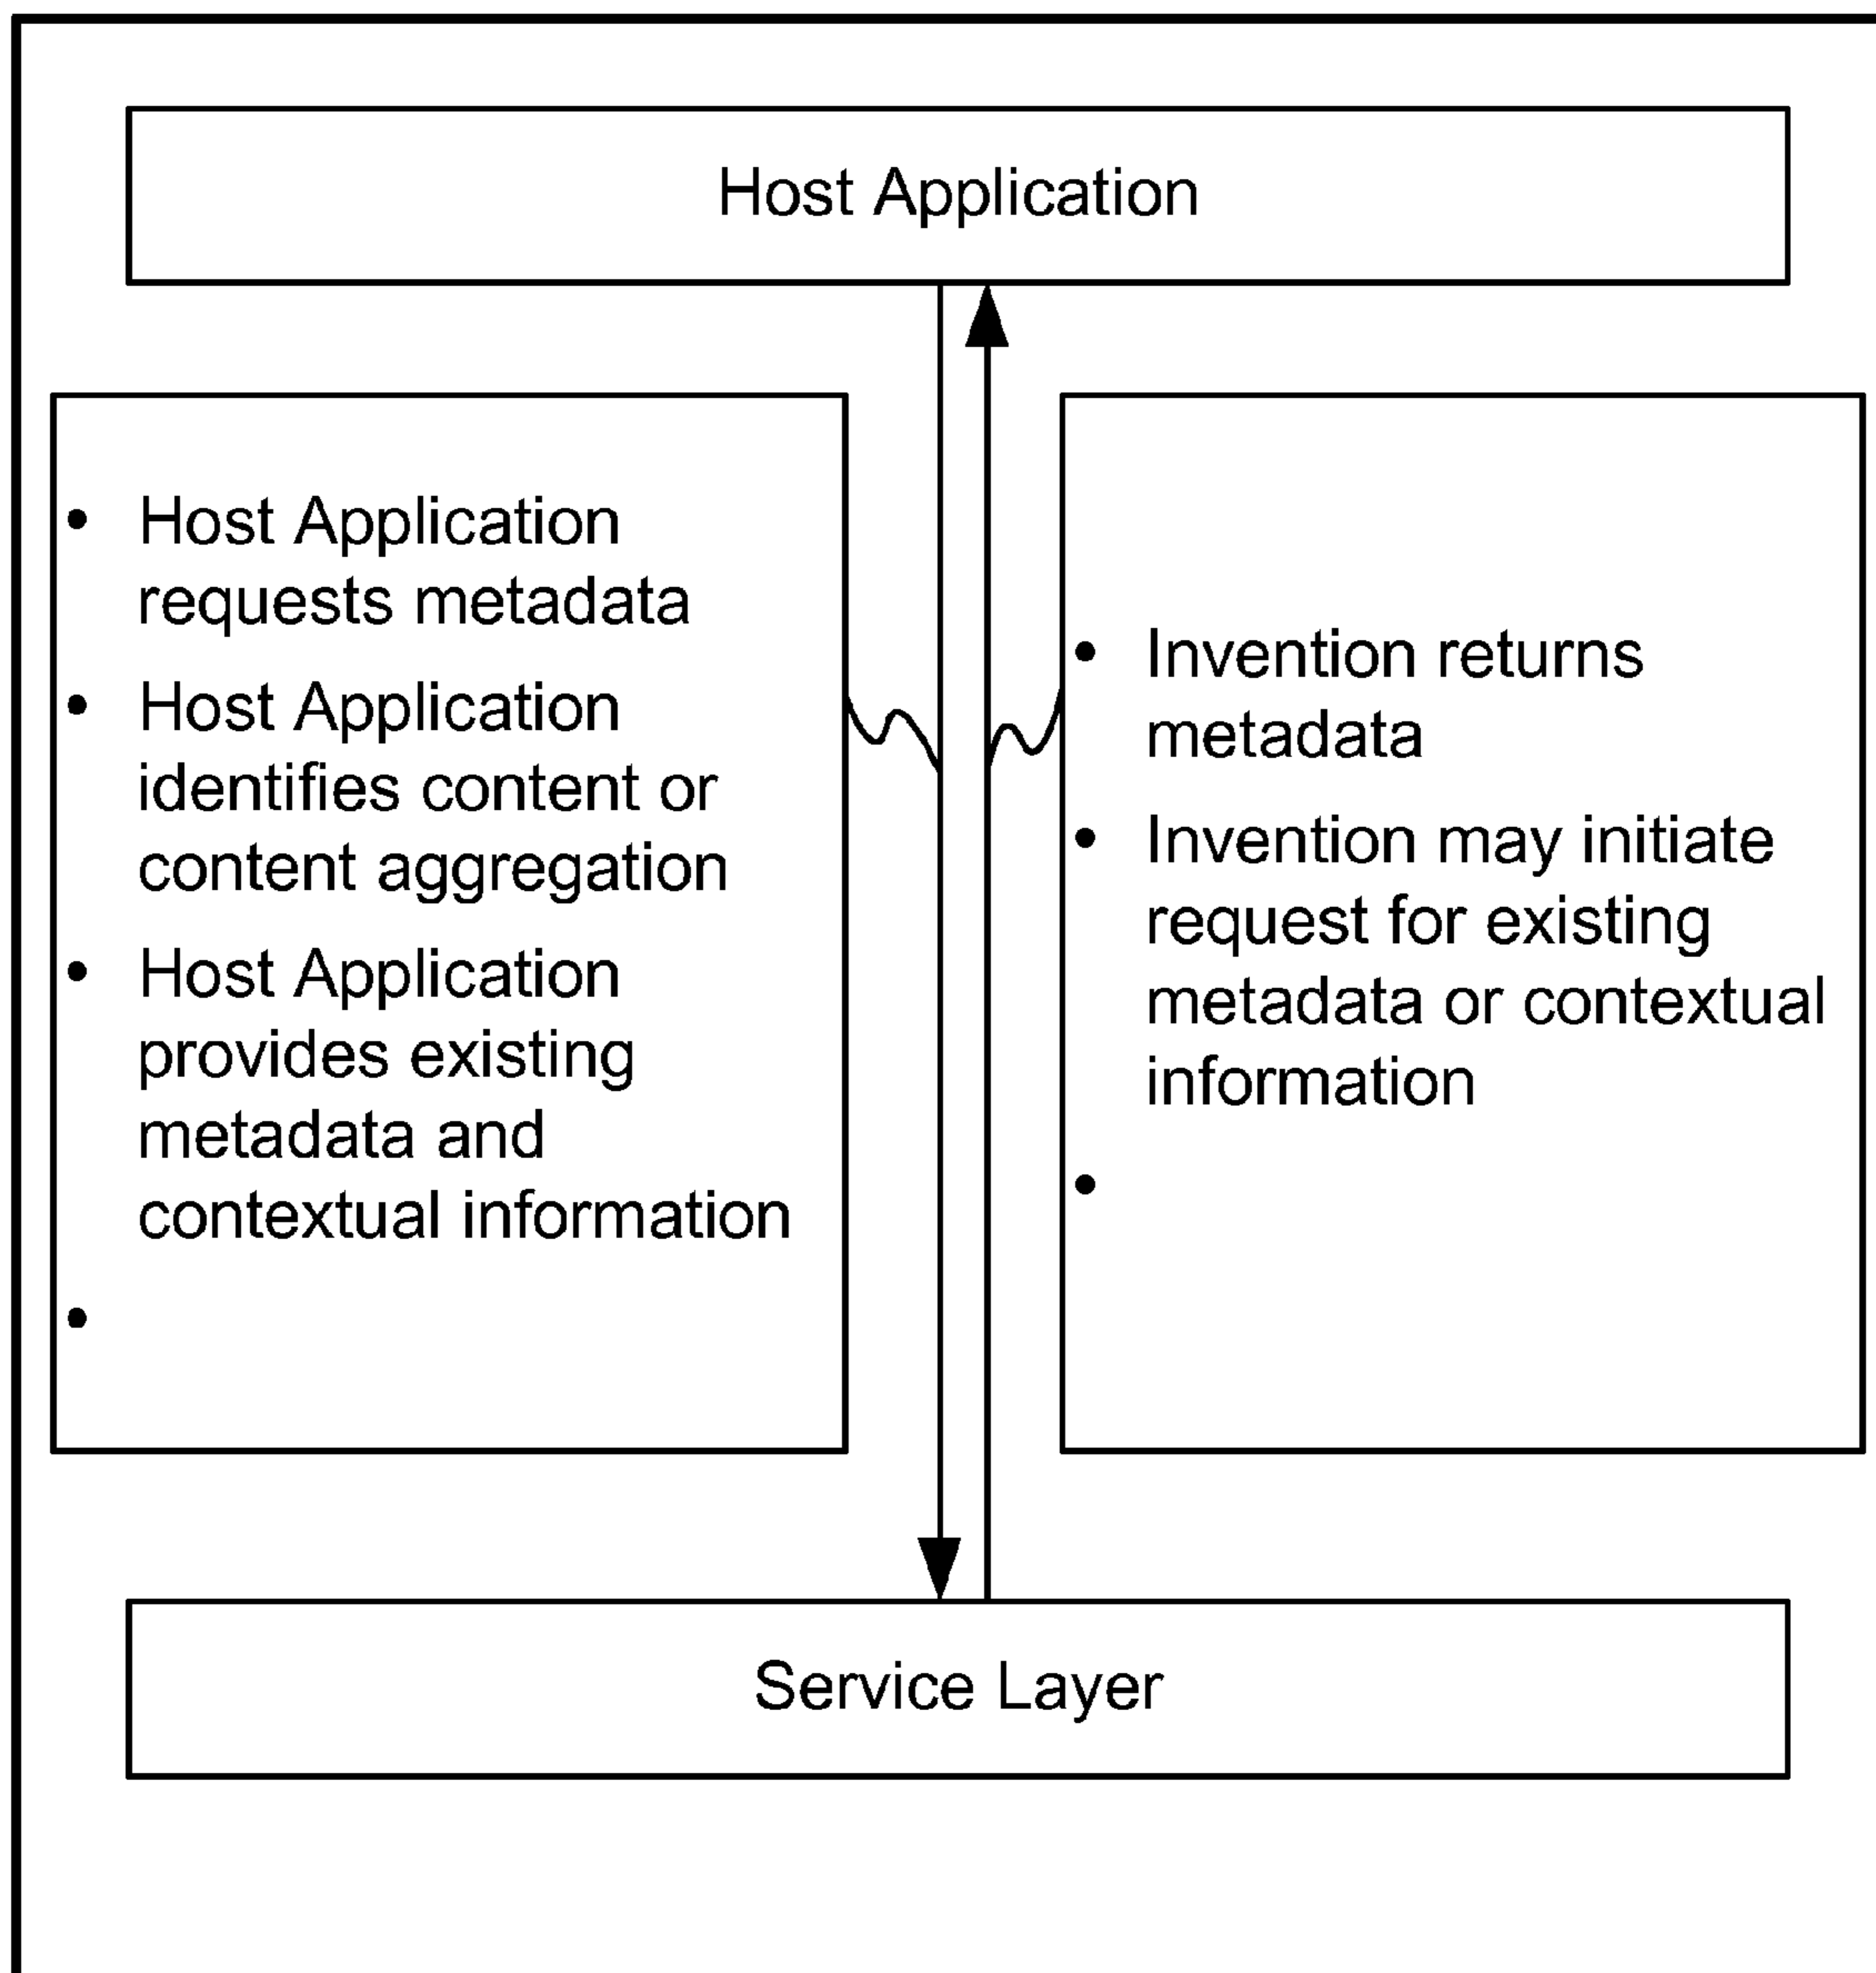 Host Application
• Host Application
requests metadata
• Host Application
identifies content or
content aggregation
• Host Application
provides existing
metadata and
contextual information
•
• Invention returns
metadata
• Invention may initiate
request for existing
metadata or contextual
information
•
Service Layer